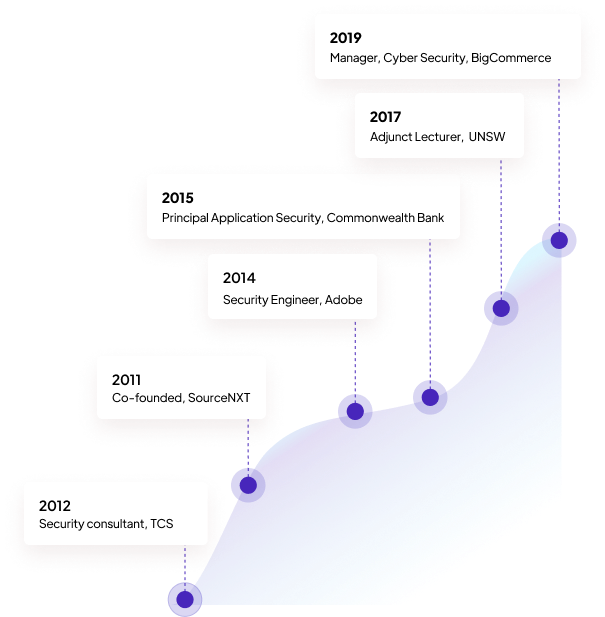 2019
Manager, Cyber Security, BigCommerce
2017
Adjunct Lecturer, UNSW
2015
Principal Application Security, Commonwealth Bank
2014
Security Engineer, Adobe
2011
Co-founded, SourceNXT
2012
Security consultant, TCS